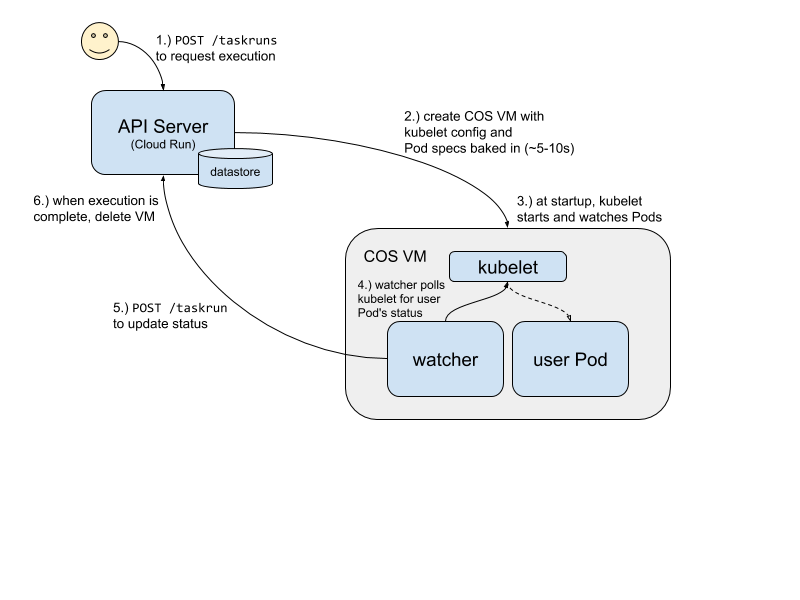 1.) POST /taskruns
to request execution
API Server
(Cloud Run)
datastore
2.) create COS VM with
kubelet config and
Pod specs baked in (~5-10s)
3.) at startup, kubelet
starts and watches Pods
6.) when execution is
complete, delete VM
COS VM
kubelet
4.) watcher polls
kubelet for user
Pod's status
5.) POST /taskrun
to update status
watcher
user Pod